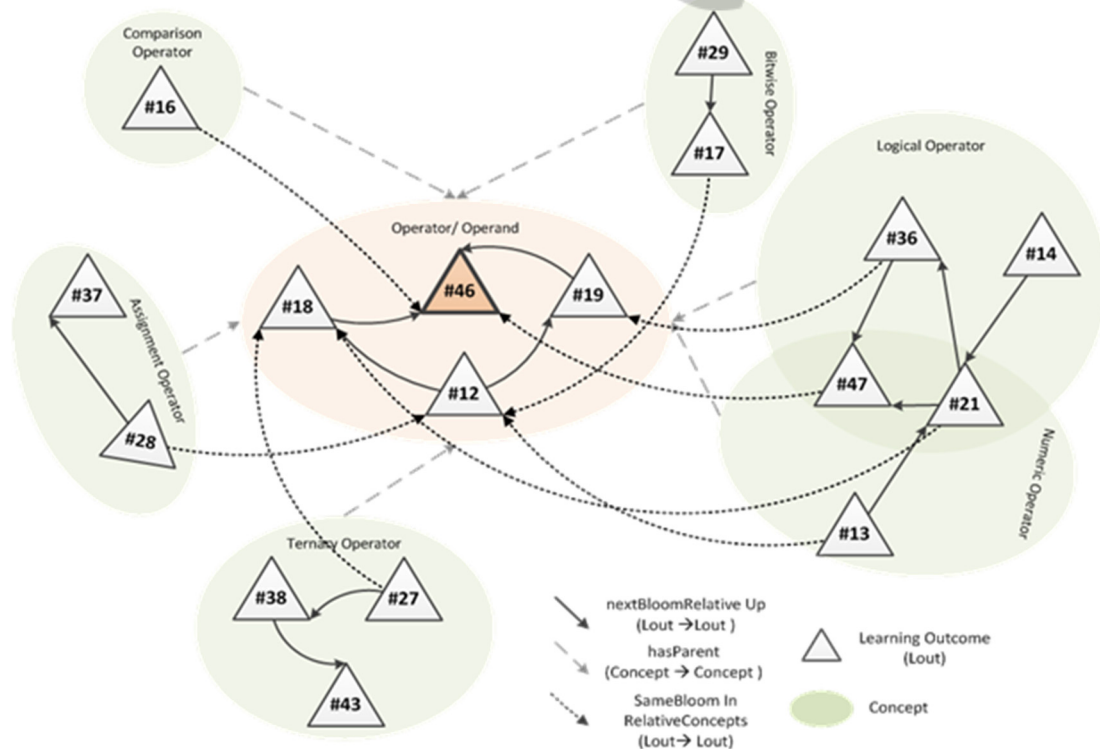 Comparison
Operator
#16
#29
#17
Bitwise Operator
Logical Operator
#36
#14
#47
#21
Numeric Operator
#13
Operator/ Operand
#46
#18
#19
#12
#37
Assignment Operator
#28
Ternary Operator
#38
#27
#43
nextBloomRelative Up
(Lout →Lout )
hasParent
(Concept → Concept )
SameBloom In
RelativeConcepts
(Lout→ Lout)
Learning Outcome
(Lout)
Concept